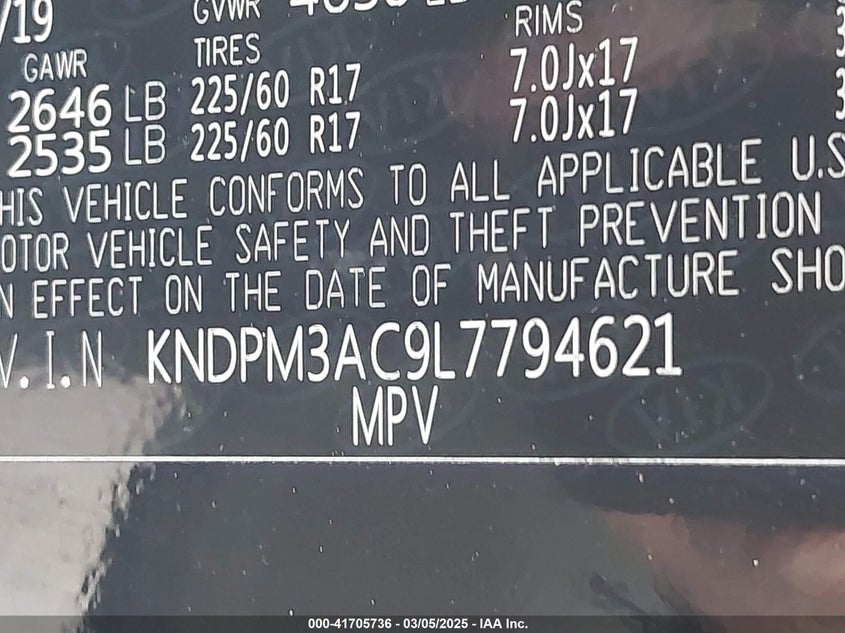 /19
GVWR
GAWR TIRES RIMS
2646 LB 225/60 R17 7.0Jx17
2535 LB 225/60 R17 7.0Jx17
HIS VEHICLE CONFORMS TO ALL APPLICABLE U.S
OTOR VEHICLE SAFETY AND THEFT PREVENTION
N EFFECT ON THE DATE OF MANUFACTURE SHO
V.I.N KNDPM3AC9L7794621
MPV
000-41705736 - 03/05/2025 - IAA Inc.